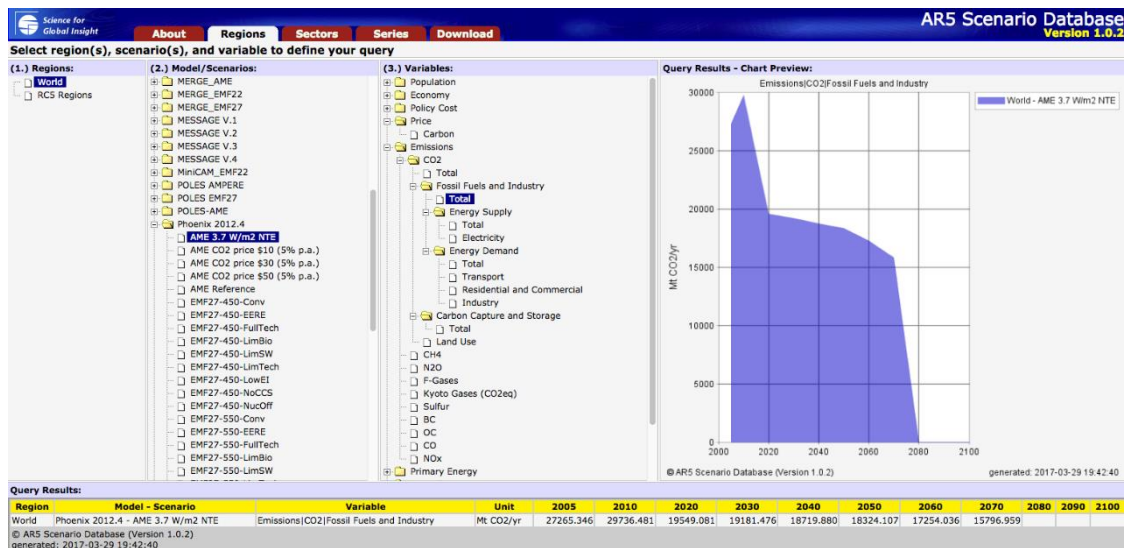 Science for
Global Insight
AR5 Scenario Database
Version 1.0.2
About Regions Sectors Series Download
Select region(s), scenario(s), and variable to define your query
(1.) Regions:
World
RC5 Regions
(2.) Model/Scenarios:
MERGE_AME
MERGE_EMF22
MERGE_EMF27
MESSAGE V.1
MESSAGE V.2
MESSAGE V.3
MESSAGE V.4
MiniCAM_EMF22
POLES AMPERE
POLES EMF27
POLES-AME
Phoenix 2012.4
AME 3.7 W/m2 NTE
AME CO2 price $10 (5% p.a.)
AME CO2 price $30 (5% p.a.)
AME CO2 price $50 (5% p.a.)
AME Reference
EMF27-450-Conv
EMF27-450-EERE
EMF27-450-FullTech
EMF27-450-LimBio
EMF27-450-LimSW
EMF27-450-LimTech
EMF27-450-LowEI
EMF27-450-NoCCS
EMF27-450-NucOff
EMF27-550-Conv
EMF27-550-EERE
EMF27-550-FullTech
EMF27-550-LimBio
EMF27-550-LimSW
(3.) Variables:
Population
Economy
Policy Cost
Price
Carbon
Emissions
CO2
Total
Fossil Fuels and Industry
Total
Energy Supply
Total
Electricity
Energy Demand
Total
Transport
Residential and Commercial
Industry
Carbon Capture and Storage
Total
Land Use
CH4
N2O
F-Gases
Kyoto Gases (CO2eq)
Sulfur
BC
OC
CO
NOx
Primary Energy
Query Results - Chart Preview:
Emissions|CO2|Fossil Fuels and Industry
World - AME 3.7 W/m2 NTE
30000
25000
20000
15000
10000
5000
0
Mt CO2/yr
2000 2020 2040 2060 2080 2100
© AR5 Scenario Database (Version 1.0.2) generated: 2017-03-29 19:42:40
Query Results:
Region Model - Scenario Variable Unit 2005 2010 2020 2030 2040 2050 2060 2070 2080 2090 2100
World Phoenix 2012.4 - AME 3.7 W/m2 NTE Emissions|CO2|Fossil Fuels and Industry Mt CO2/yr 27265.346 29736.481 19549.081 19181.476 18719.880 18324.107 17254.036 15796.959
© AR5 Scenario Database (Version 1.0.2)
generated: 2017-03-29 19:42:40